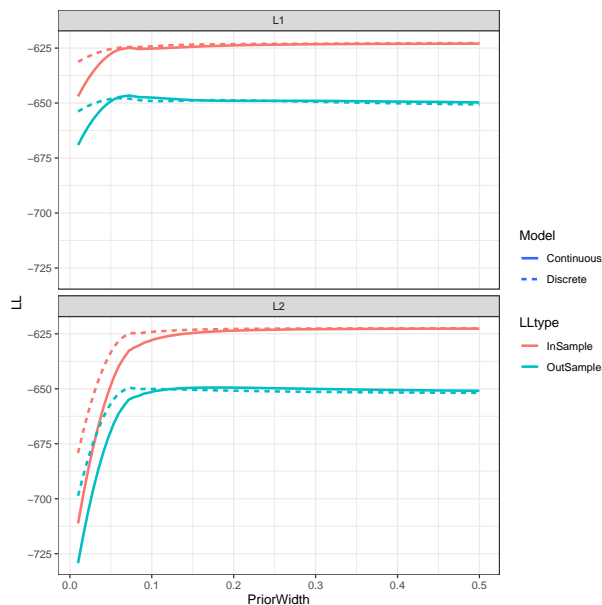 L1
−625
−650
−675
−700
−725
LL
L2
−625
−650
−675
−700
−725
0.0 0.1 0.2 0.3 0.4 0.5
PriorWidth
Model
Continuous
Discrete
LLtype
InSample
OutSample